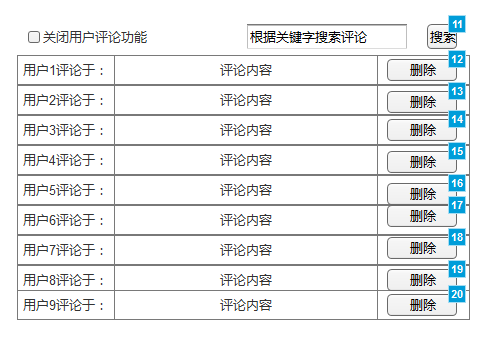 11
关闭用户评论功能 根据关键字搜索评论 搜索
12
用户1评论于： 评论内容 删除
13
用户2评论于： 评论内容 删除
14
用户3评论于： 评论内容 删除
15
用户4评论于： 评论内容 删除
16
用户5评论于： 评论内容 删除
17
用户6评论于： 评论内容 删除
18
用户7评论于： 评论内容 删除
19
用户8评论于： 评论内容 删除
20
用户9评论于： 评论内容 删除